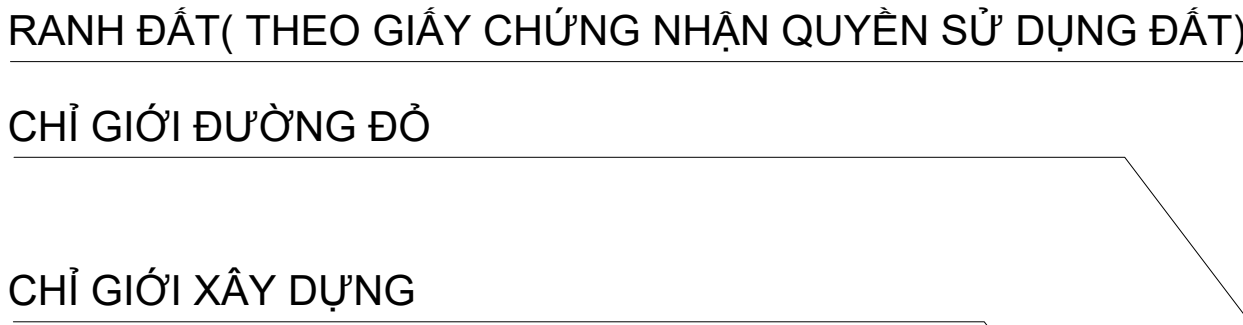 RANH ĐẤT( THEO GIẤY CHỨNG NHẬN QUYỀN SỬ DỤNG ĐẤT)
CHỈ GIỚI ĐƯỜNG ĐỎ
CHỈ GIỚI XÂY DỰNG